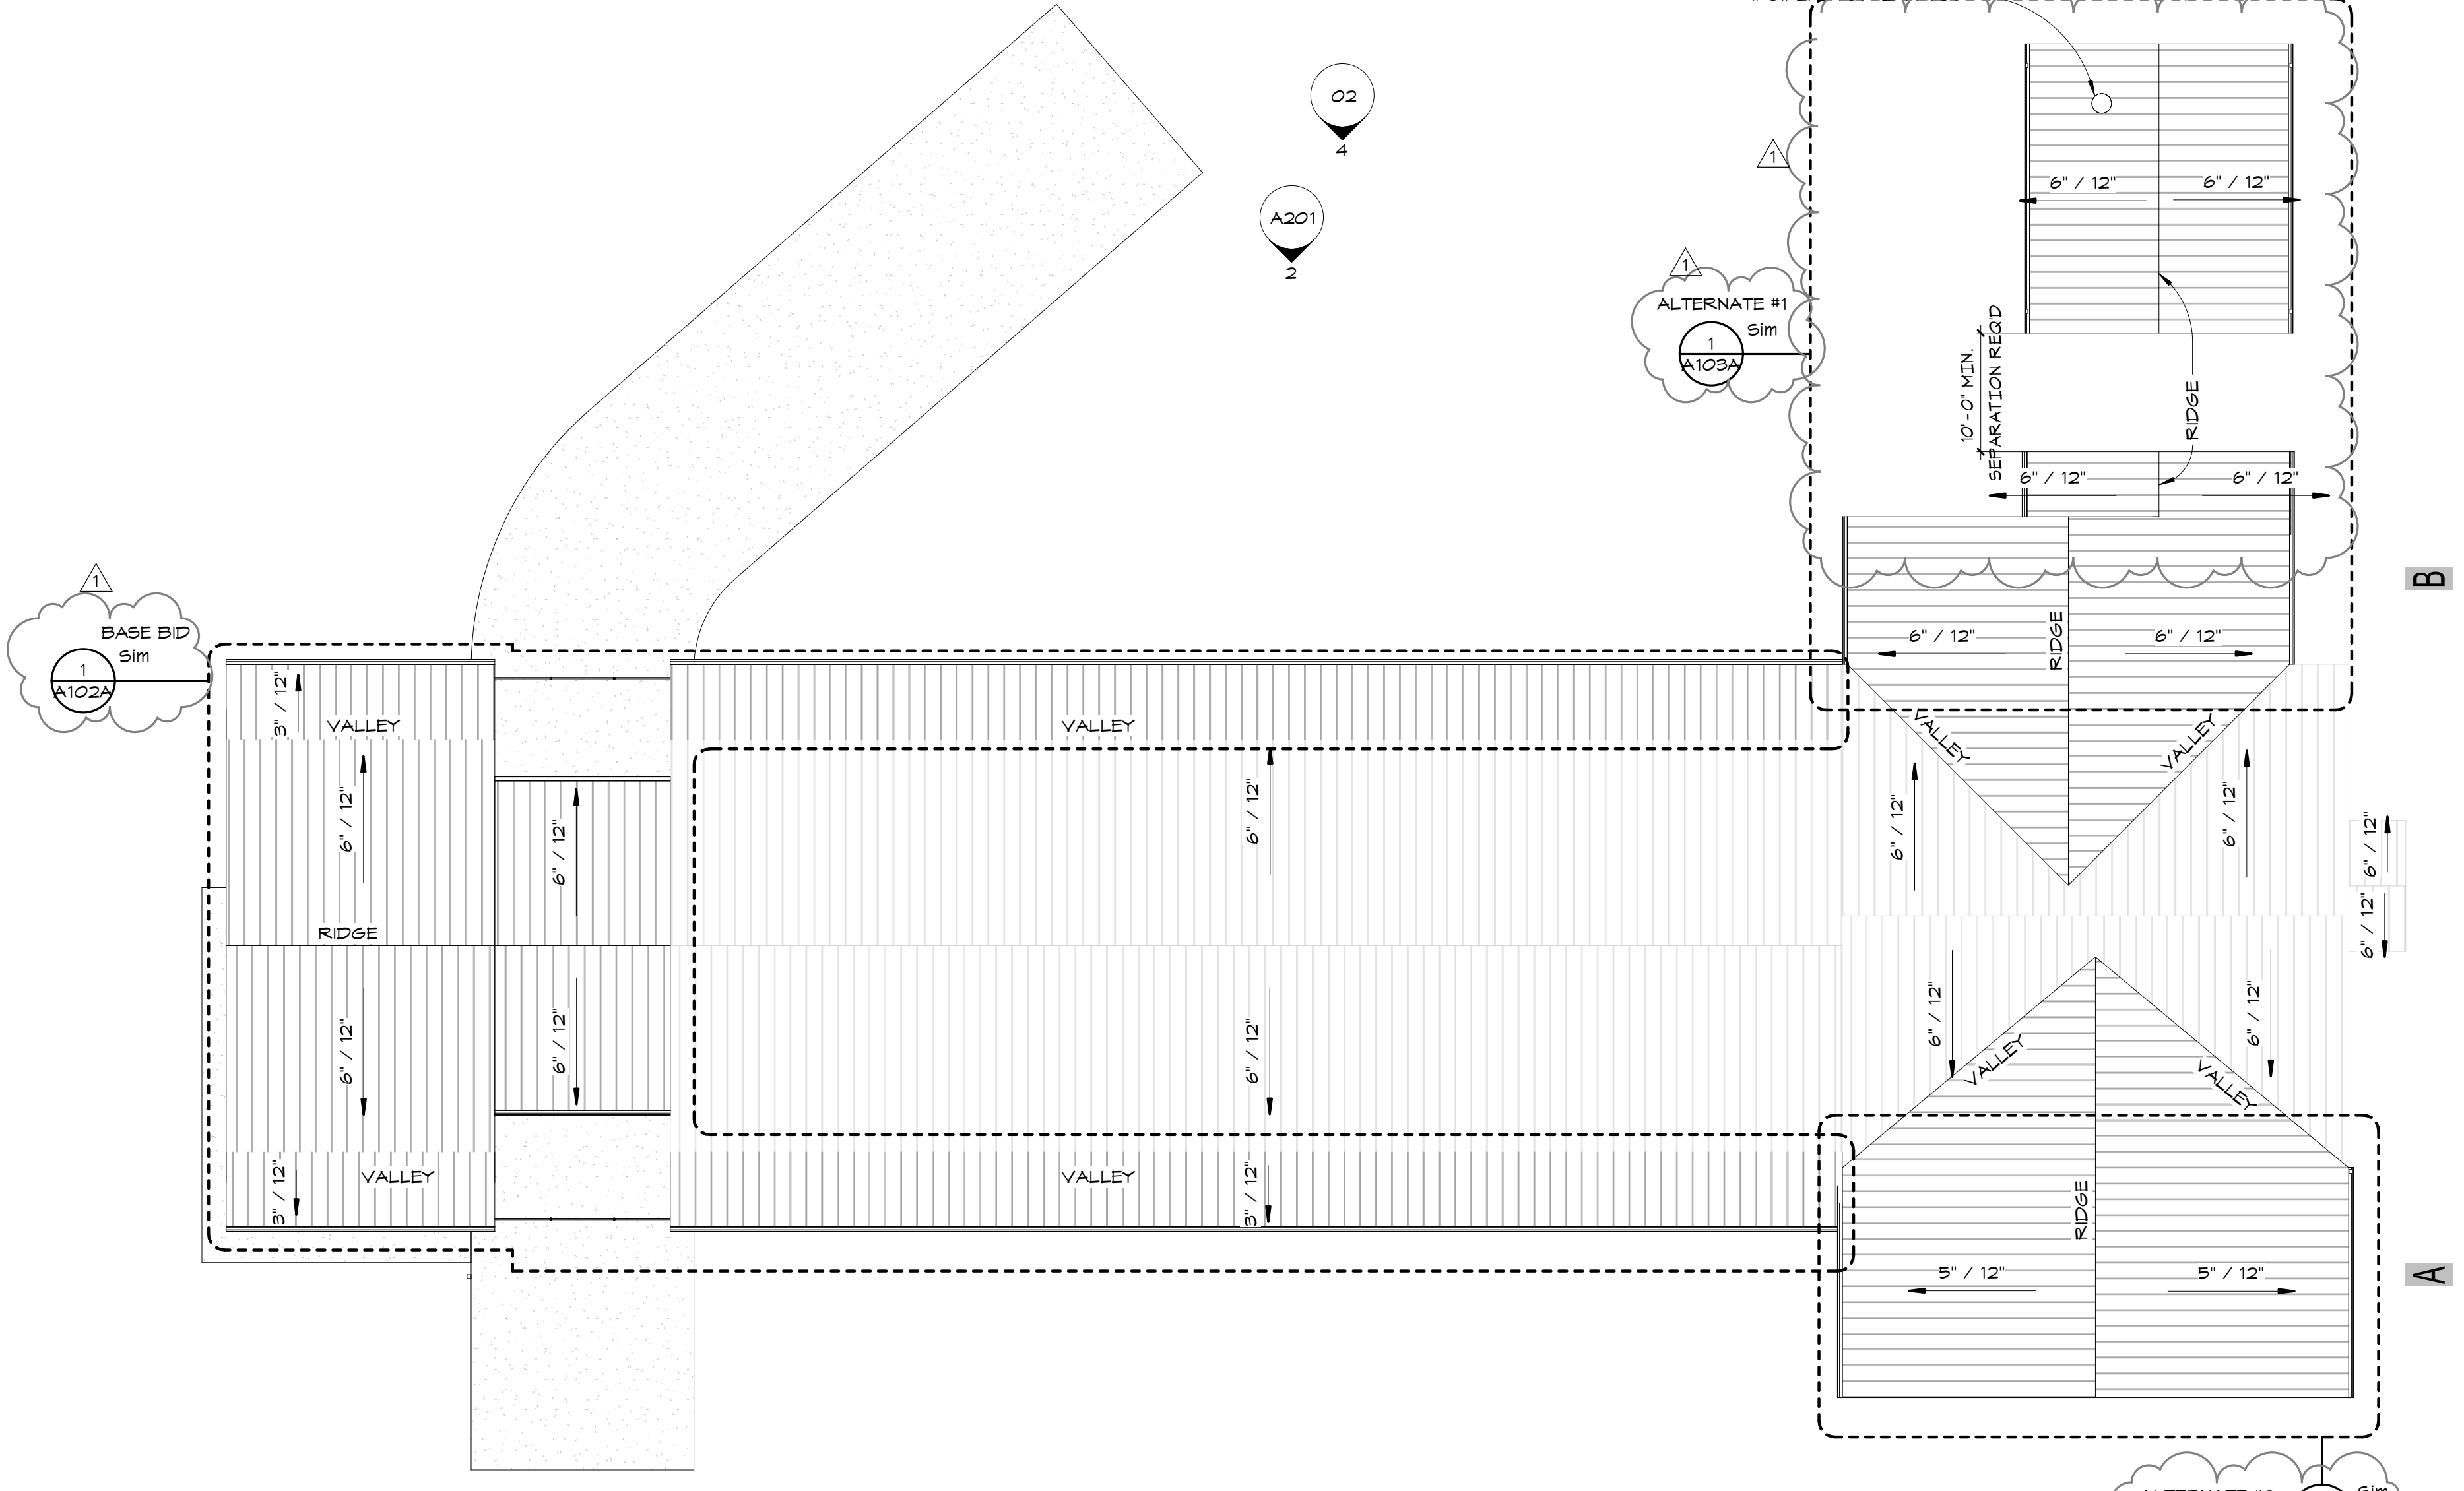 02
4
A201
2
1
1
ALTERNATE #1
Sim
1
A103A
6" / 12"
6" / 12"
10' - 0" MIN.
SEPARATION REQ'D
RIDGE
6" / 12"
6" / 12"
B
1
BASE BID
Sim
1
A102A
6" / 12"
RIDGE
6" / 12"
3" / 12"
VALLEY
VALLEY
VALLEY
VALLEY
6" / 12"
6" / 12"
6" / 12"
6" / 12"
6" / 12"
6" / 12"
6" / 12"
RIDGE
6" / 12"
6" / 12"
6" / 12"
6" / 12"
6" / 12"
VALLEY
VALLEY
3" / 12"
VALLEY
VALLEY
3" / 12"
RIDGE
5" / 12"
5" / 12"
A
Sim